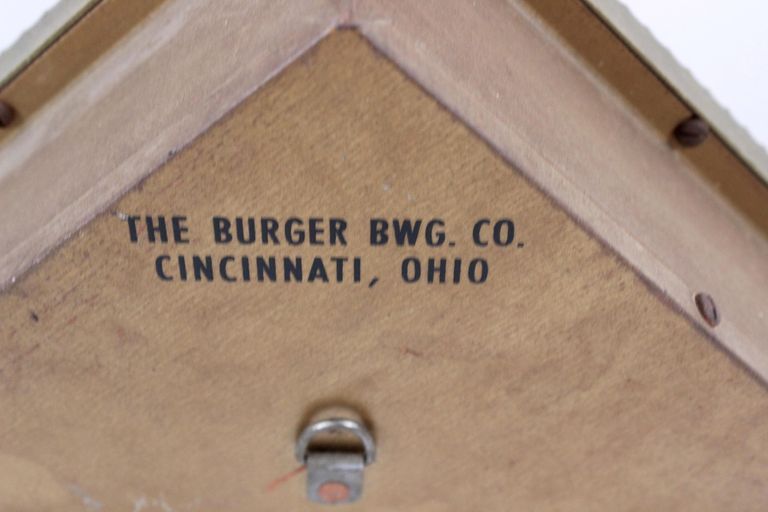 THE BURGER BWG. CO.
CINCINNATI, OHIO